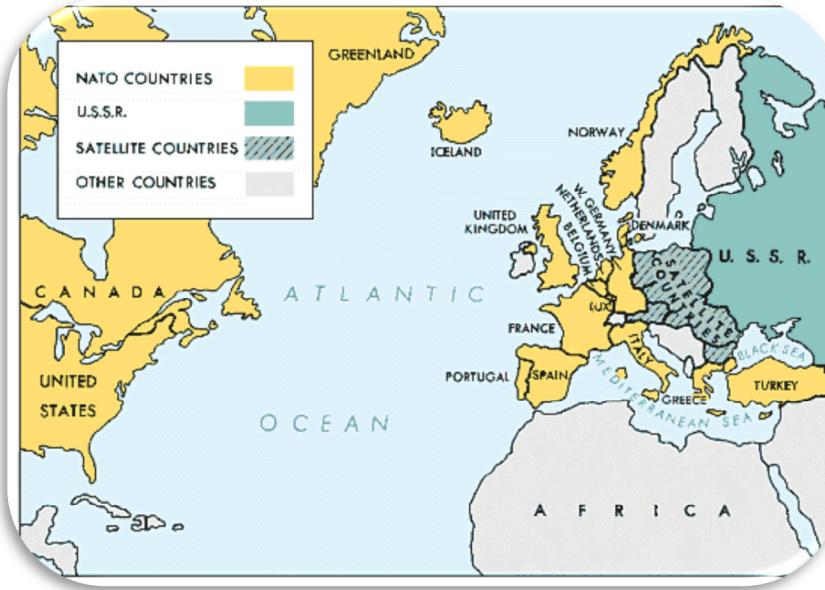 NATO COUNTRIES
U.S.S.R.
SATELLITE COUNTRIES
OTHER COUNTRIES
GREENLAND
ICELAND
NORWAY
UNITED
KINGDOM
W. GERMANY
NETHERLANDS
BELGIUM
DENMARK
U. S. S. R.
SATELLITE
COUNTRIES
CANADA
ATLANTIC
OCEAN
LUX
FRANCE
ITALY
BLACK SEA
UNITED
STATES
PORTUGAL
SPAIN
GREECE
TURKEY
MEDITERRANEAN SEA
AFRICA